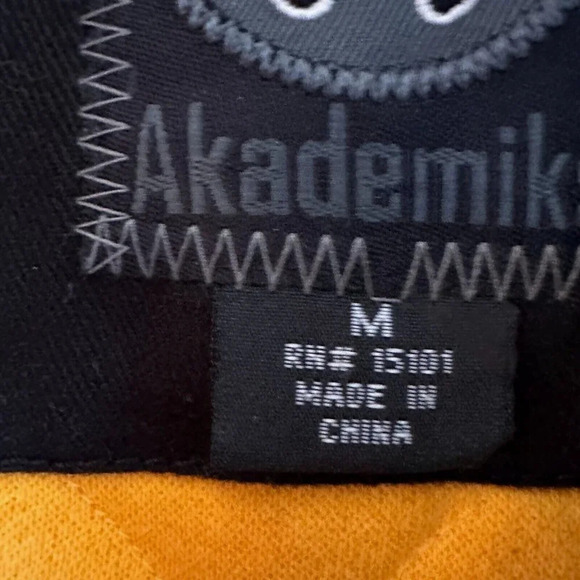 Akademiks
M
RN# 15101
MADE IN
CHINA